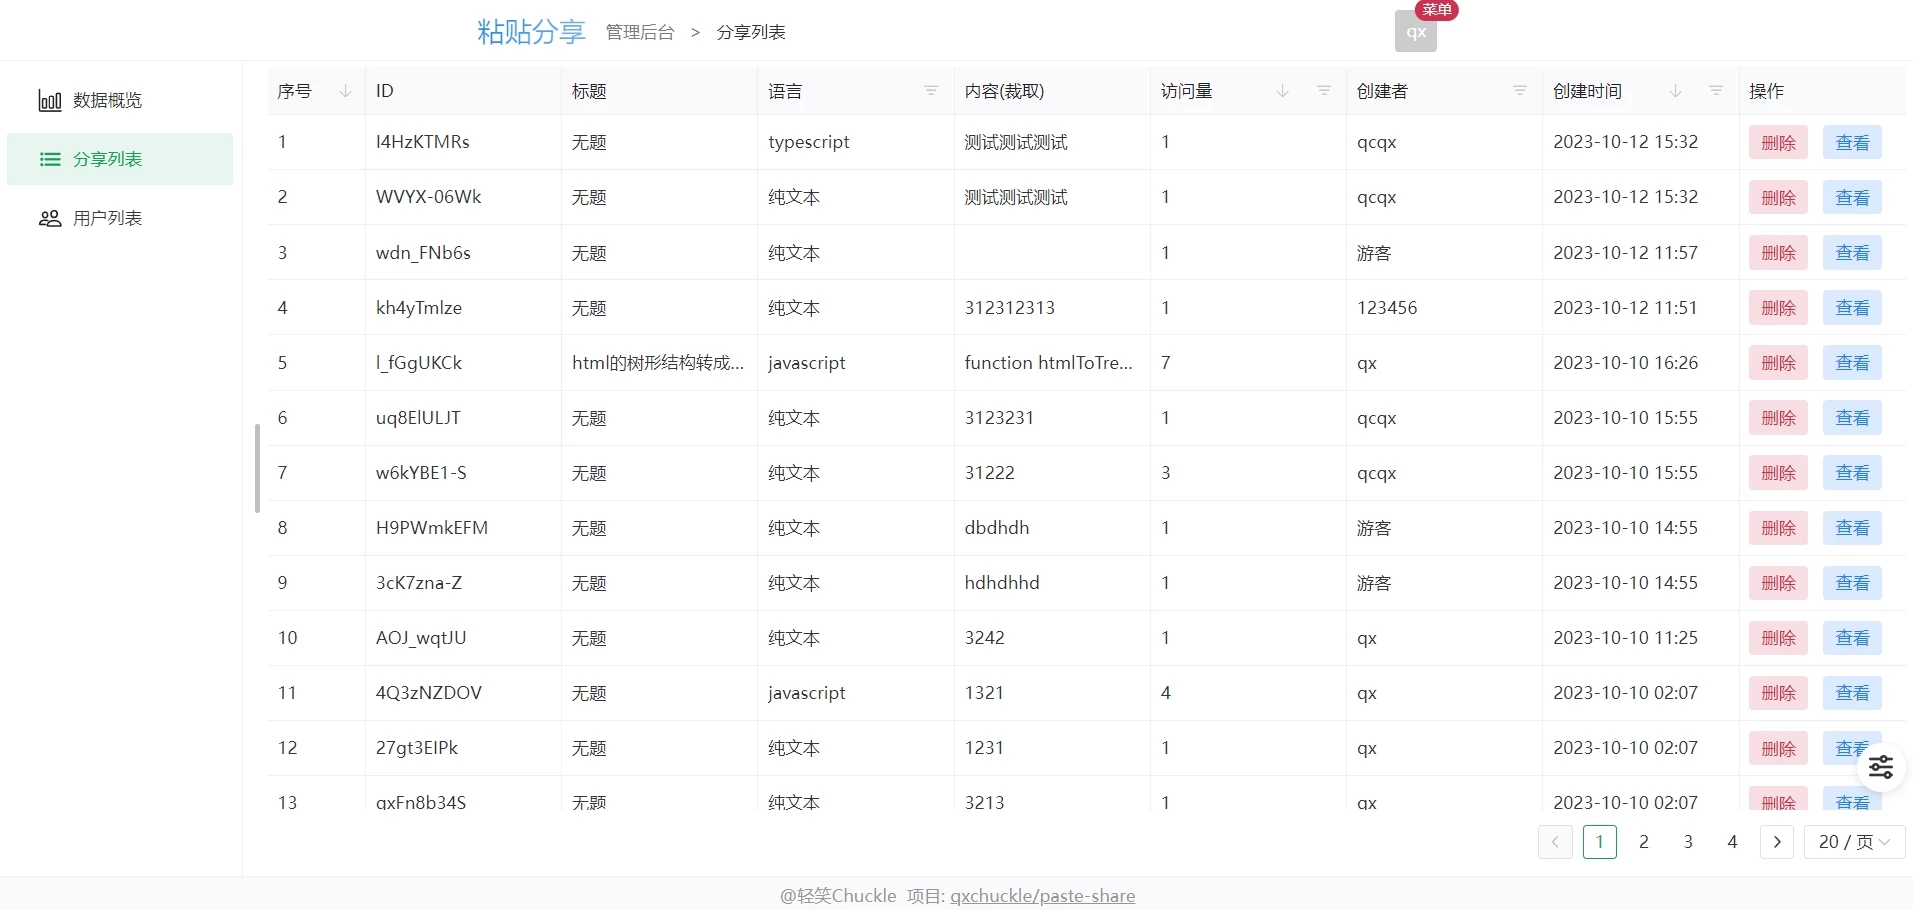 粘贴分享 管理后台 > 分享列表 qx 菜单
数据概览
分享列表
用户列表
序号 ID 标题 语言 内容(裁取) 访问量 创建者 创建时间 操作
1 I4HzKTMRs 无题 typescript 测试测试测试 1 qcqx 2023-10-12 15:32 删除 查看
2 WVYX-06Wk 无题 纯文本 测试测试测试 1 qcqx 2023-10-12 15:32 删除 查看
3 wdn_FNb6s 无题 纯文本 1 游客 2023-10-12 11:57 删除 查看
4 kh4yTmlze 无题 纯文本 312312313 1 123456 2023-10-12 11:51 删除 查看
5 l_fGgUKCk html的树形结构转成... javascript function htmlToTre... 7 qx 2023-10-10 16:26 删除 查看
6 uq8ElULJT 无题 纯文本 3123231 1 qcqx 2023-10-10 15:55 删除 查看
7 w6kYBE1-S 无题 纯文本 31222 3 qcqx 2023-10-10 15:55 删除 查看
8 H9PWmkEFM 无题 纯文本 dbdhdh 1 游客 2023-10-10 14:55 删除 查看
9 3cK7zna-Z 无题 纯文本 hdhdhhd 1 游客 2023-10-10 14:55 删除 查看
10 AOJ_wqtJU 无题 纯文本 3242 1 qx 2023-10-10 11:25 删除 查看
11 4Q3zNZDOV 无题 javascript 1321 4 qx 2023-10-10 02:07 删除 查看
12 27gt3EIPk 无题 纯文本 1231 1 qx 2023-10-10 02:07 删除 查看
13 qxFn8b34S 无题 纯文本 3213 1 qx 2023-10-10 02:07 删除 查看
1 2 3 4 20 / 页
@轻笑Chuckle 项目: qxchuckle/paste-share